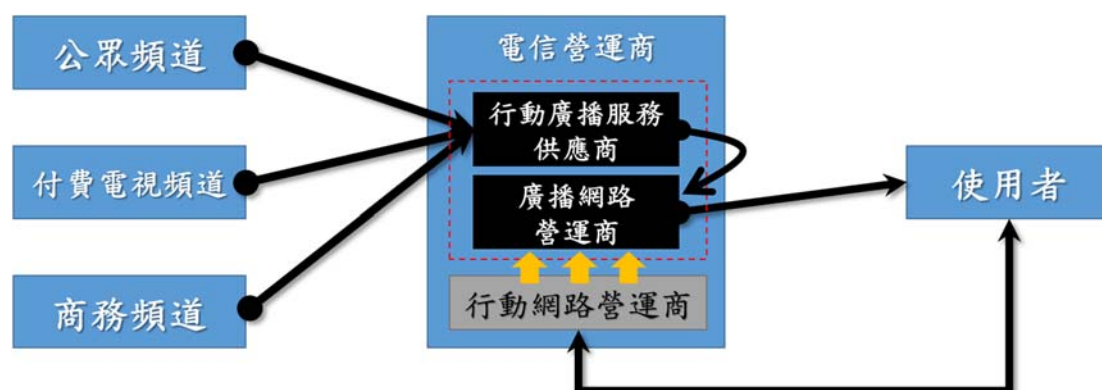 公眾頻道
付費電視頻道
商務頻道
電信營運商
行動廣播服務
供應商
廣播網路
營運商
行動網路營運商
使用者